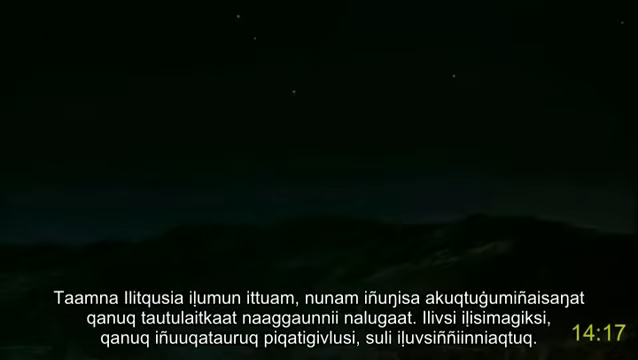 Taamna Ilitqusia iḷumun ittuam, nunam iñuŋisa akuqtuġumiñaisaŋat
qanuq tautulaitkaat naaggaunnii nalugaat. Ilivsi iḷisimagiksi,
qanuq iñuuqatauruq piqatigivlusi, suli iḷuvsiññiinniaqtuq.
14:17